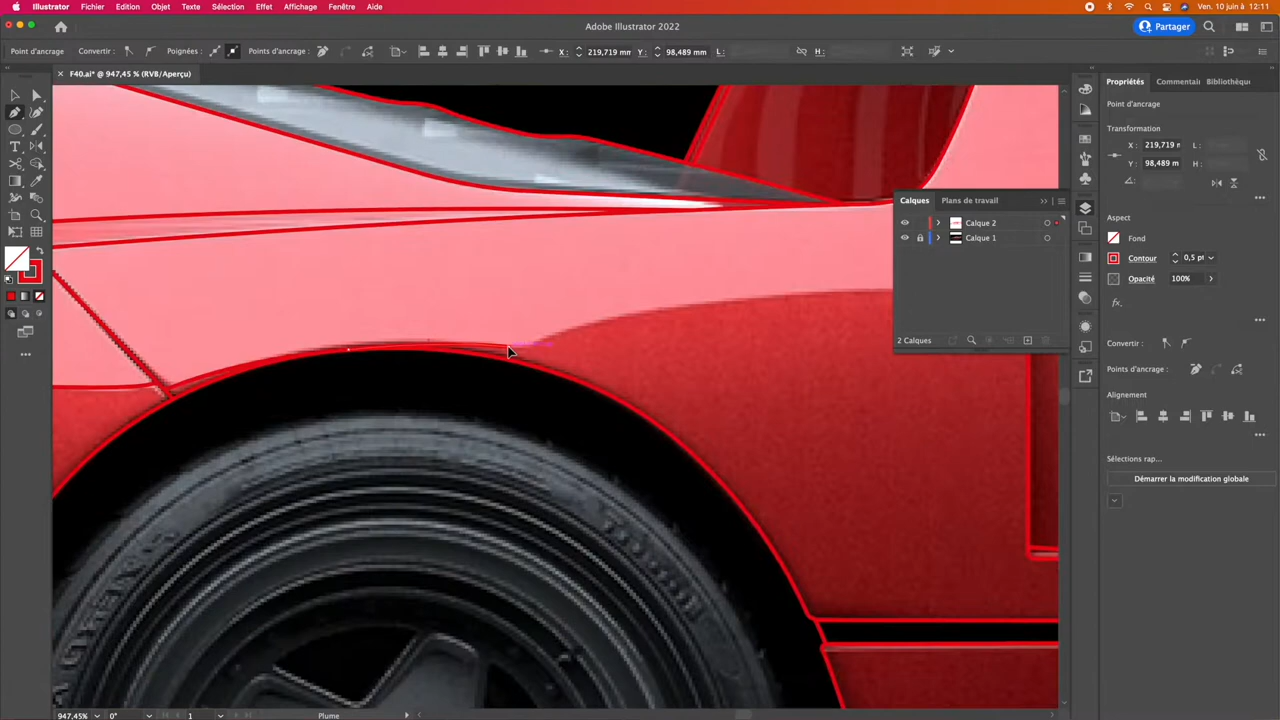 Illustrator Fichier Edition Objet Texte Sélection Effet Affichage Fenêtre Aide Ven. 10 juin à 12:11
Adobe Illustrator 2022
Partager
Point d'ancrage Convertir : Poignées : Points d'ancrage : X : 219,719 mm Y : 98,489 mm L : H :
× F40.ai* @ 947,45 % (RVB/Aperçu)
Propriétés Commentai Bibliothèqu
Point d'ancrage
Transformation
X : 219,719 m L :
Y : 98,489 m H :
Calques Plans de travail
Calque 2
Calque 1
2 Calques
Aspect
Fond
Contour 0,5 pt
Opacité 100%
fx.
Convertir :
Points d'ancrage :
Alignement
Sélections rap...
Démarrer la modification globale
947,45% 0° 1 Plume